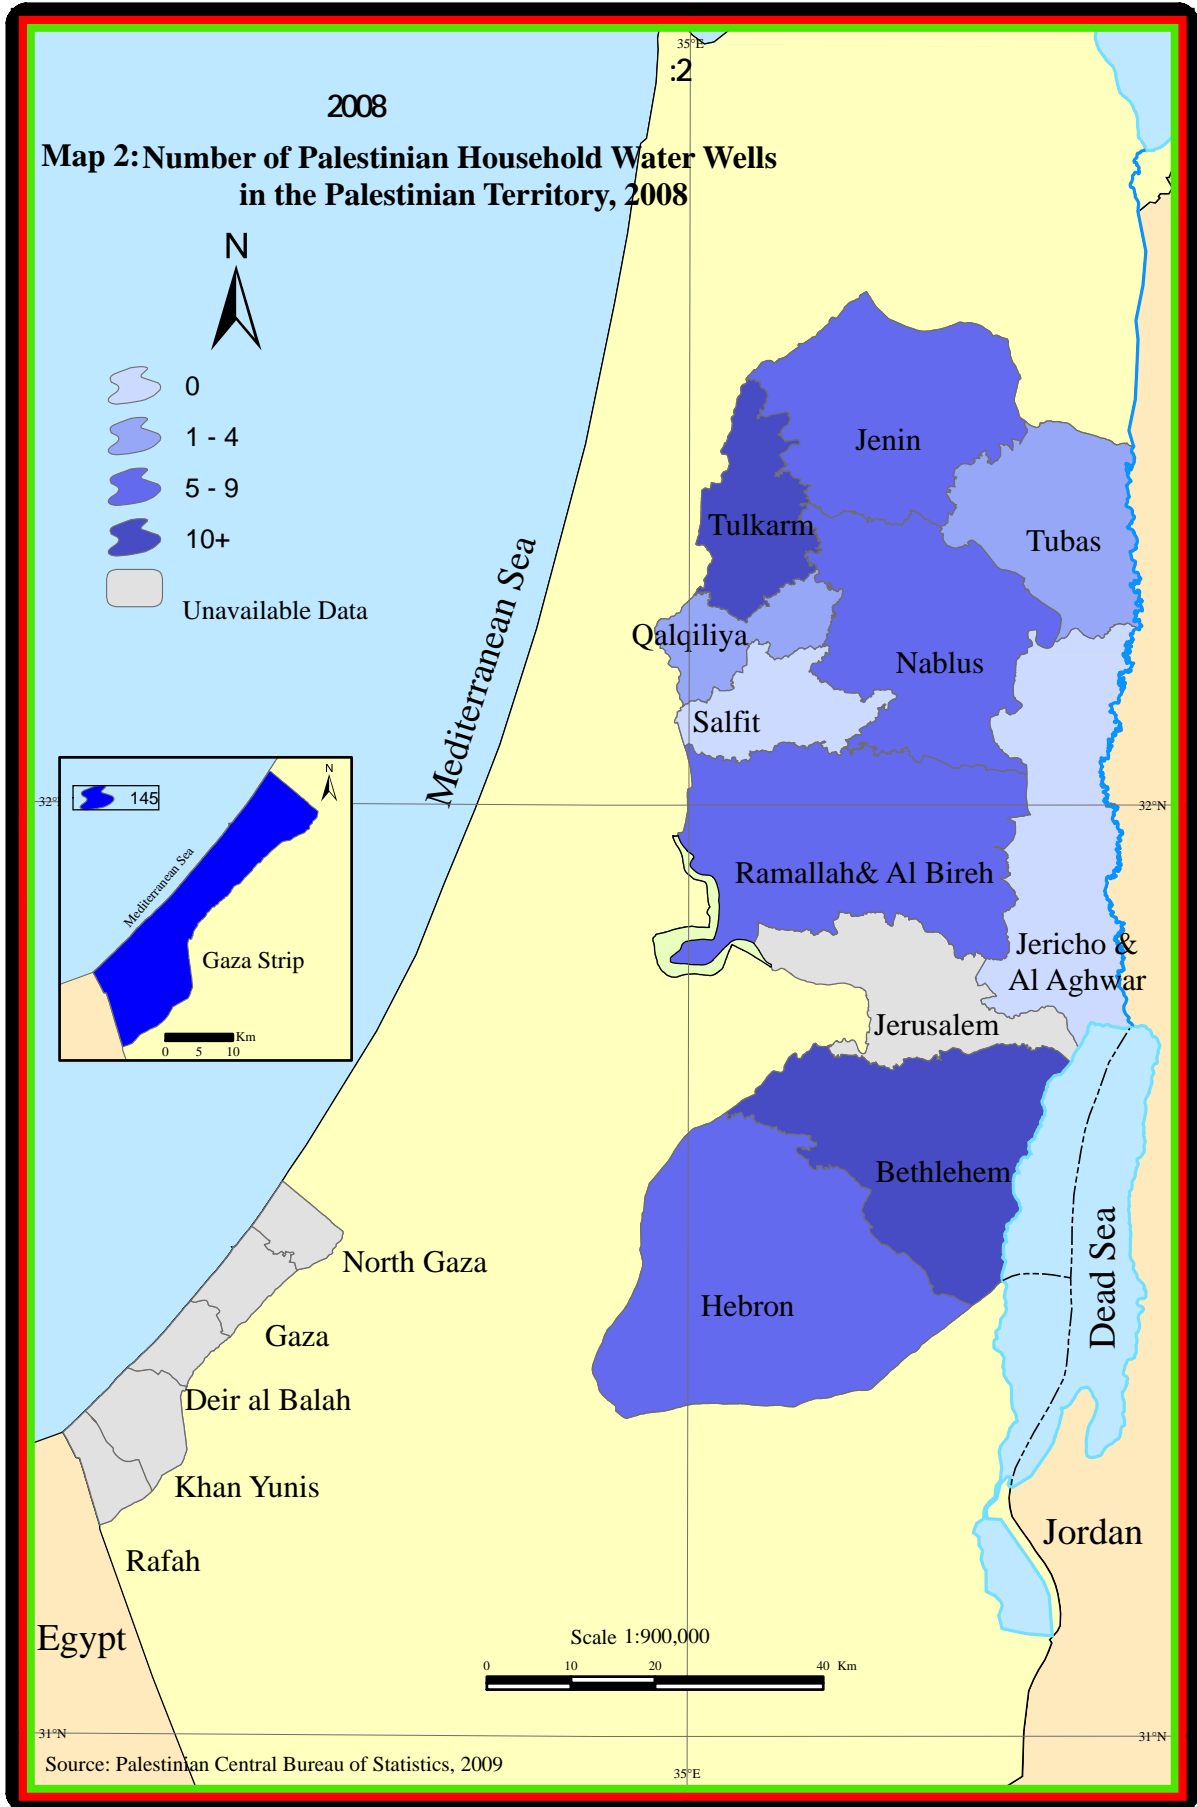 35°E
:2
2008
Map 2: Number of Palestinian Household Water Wells
in the Palestinian Territory, 2008
N
0
1 - 4
5 - 9
10+
Unavailable Data
Mediterranean Sea
Jenin
Tulkarm
Tubas
Qalqiliya
Nablus
Salfit
32°
32°N
Ramallah& Al Bireh
Jericho &
Al Aghwar
Jerusalem
Bethlehem
Hebron
Dead Sea
N
145
Mediterranean Sea
Gaza Strip
Km
0 5 10
North Gaza
Gaza
Deir al Balah
Khan Yunis
Rafah
Egypt
Jordan
Scale 1:900,000
0 10 20 40 Km
31°N
31°N
Source: Palestinian Central Bureau of Statistics, 2009
35°E